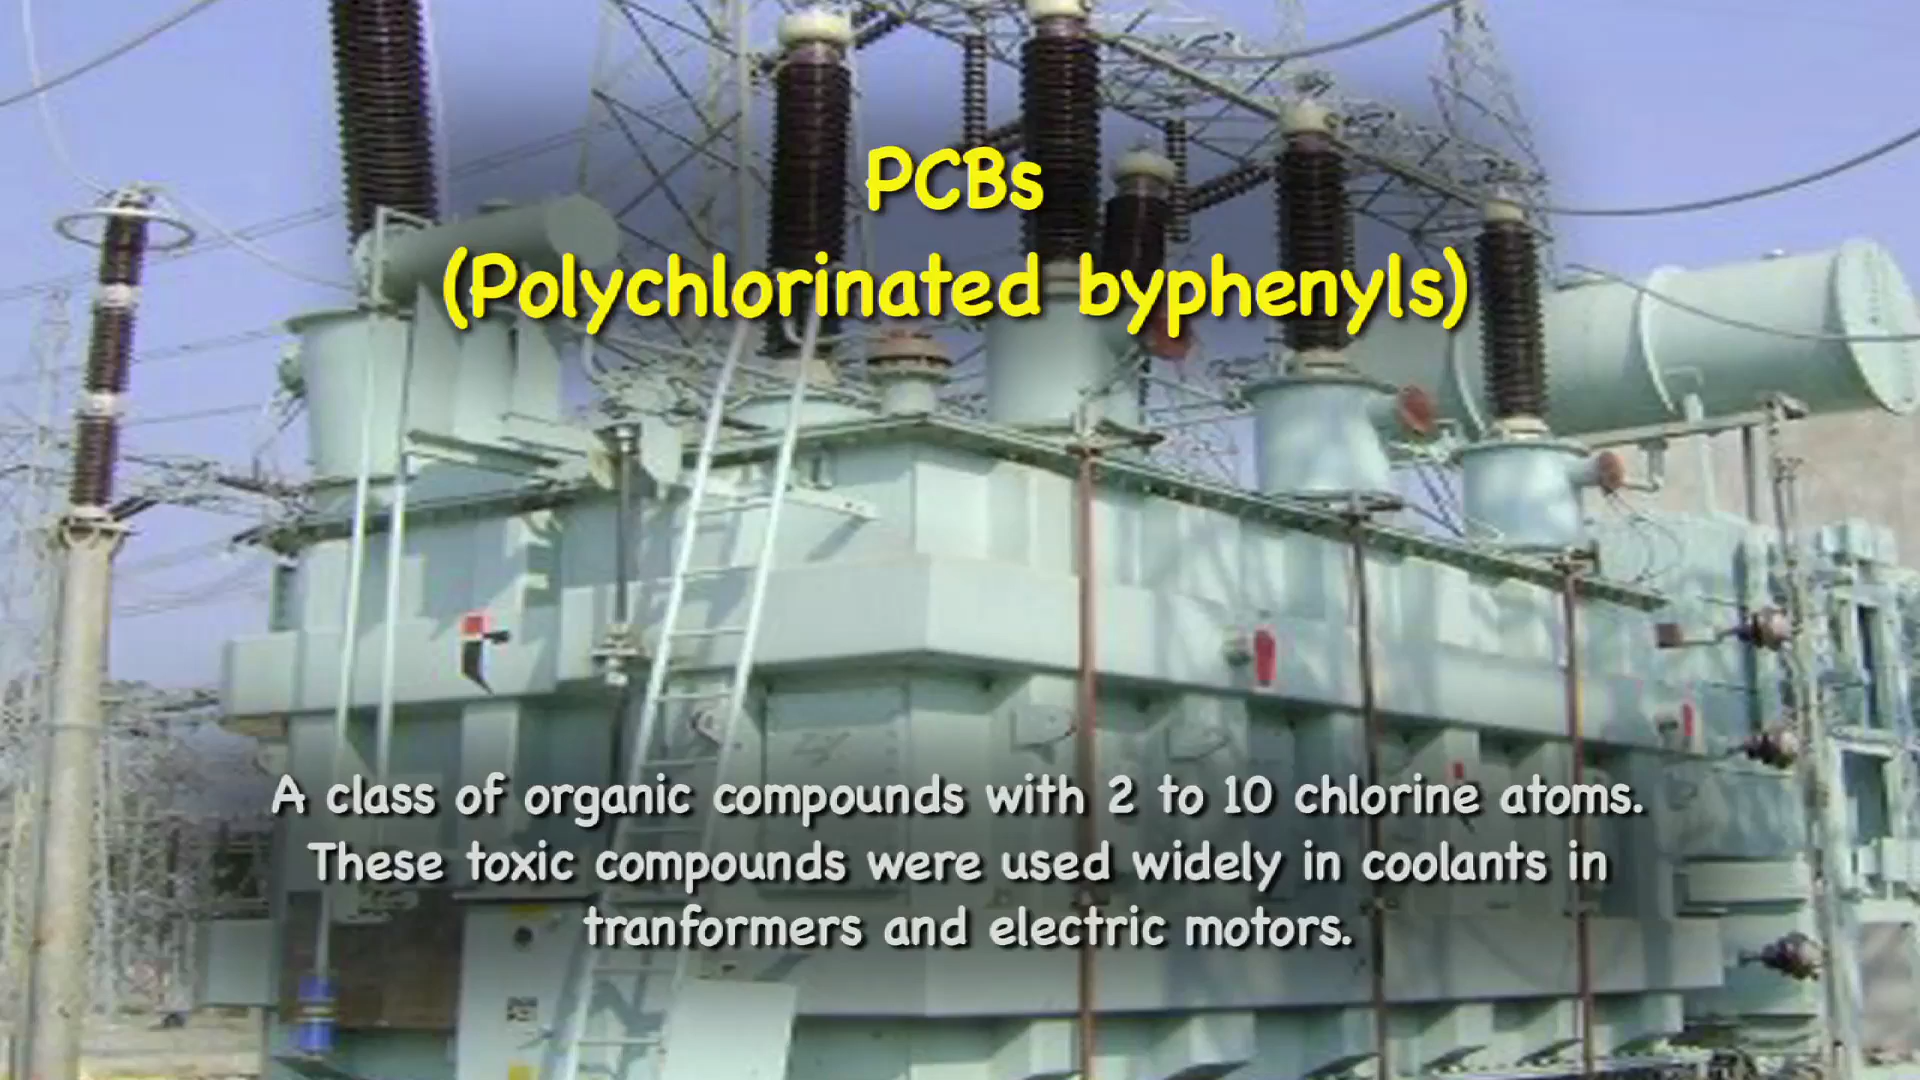 PCBs
(Polychlorinated byphenyls)
A class of organic compounds with 2 to 10 chlorine atoms.
These toxic compounds were used widely in coolants in
tranformers and electric motors.